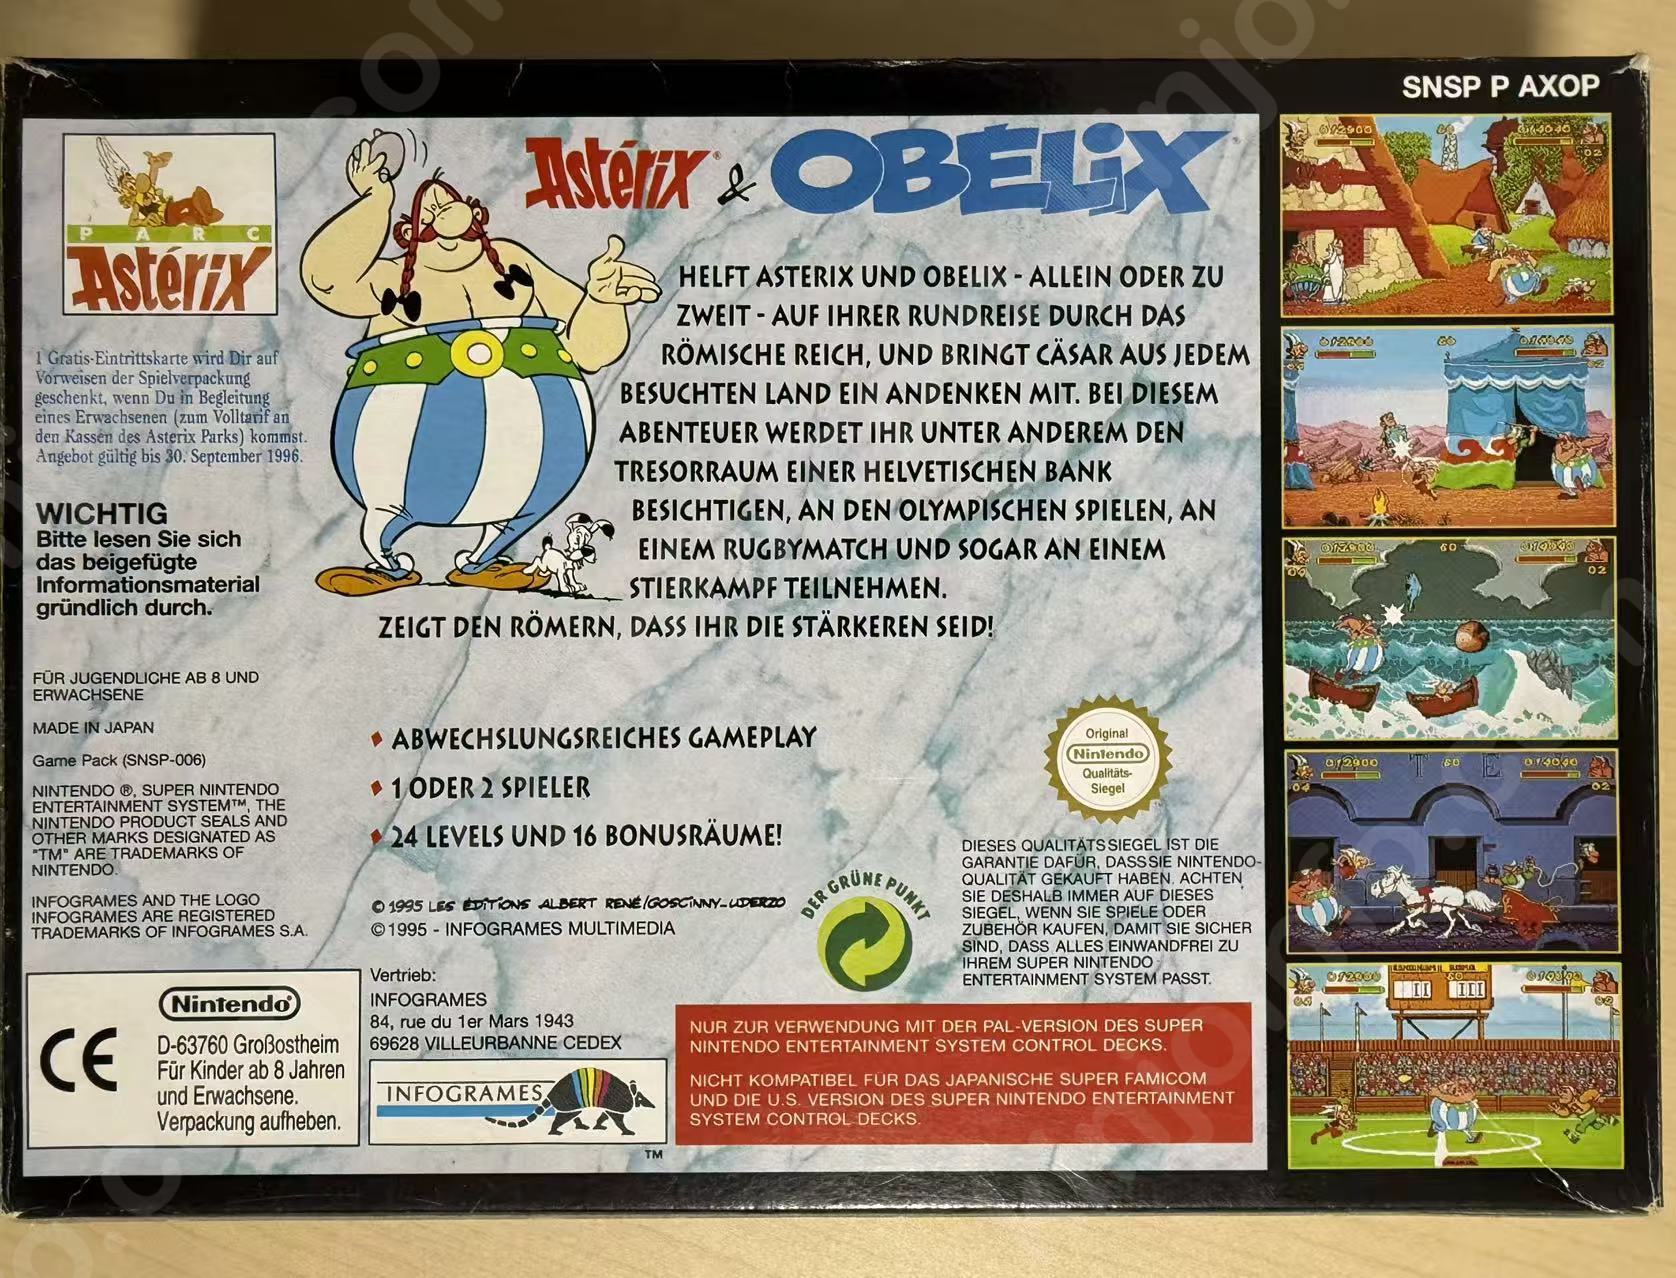 SNSP P AXOP
PARC
Astérix
Astérix & OBÉLiX
HELFT ASTERIX UND OBELIX - ALLEIN ODER ZU
ZWEIT - AUF IHRER RUNDREISE DURCH DAS
RÖMISCHE REICH, UND BRINGT CÄSAR AUS JEDEM
BESUCHTEN LAND EIN ANDENKEN MIT. BEI DIESEM
ABENTEUER WERDET IHR UNTER ANDEREM DEN
TRESORRAUM EINER HELVETISCHEN BANK
BESICHTIGEN, AN DEN OLYMPISCHEN SPIELEN, AN
EINEM RUGBYMATCH UND SOGAR AN EINEM
STIERKAMPF TEILNEHMEN.
ZEIGT DEN RÖMERN, DASS IHR DIE STÄRKEREN SEID!
1 Gratis-Eintrittskarte wird Dir auf
Vorweisen der Spielverpackung
geschenkt, wenn Du in Begleitung
eines Erwachsenen (zum Volltarif an
den Kassen des Asterix Parks) kommst.
Angebot gültig bis 30. September 1996.
WICHTIG
Bitte lesen Sie sich
das beigefügte
Informationsmaterial
gründlich durch.
FÜR JUGENDLICHE AB 8 UND
ERWACHSENE
MADE IN JAPAN
Game Pack (SNSP-006)
NINTENDO ®, SUPER NINTENDO
ENTERTAINMENT SYSTEM™, THE
NINTENDO PRODUCT SEALS AND
OTHER MARKS DESIGNATED AS
"TM" ARE TRADEMARKS OF
NINTENDO.
INFOGRAMES AND THE LOGO
INFOGRAMES ARE REGISTERED
TRADEMARKS OF INFOGRAMES S.A.
ABWECHSLUNGSREICHES GAMEPLAY
1 ODER 2 SPIELER
24 LEVELS UND 16 BONUSRÄUME!
© 1995 LES ÉDITIONS ALBERT RENÉ/GOSCINNY-UDERZO
© 1995 - INFOGRAMES MULTIMEDIA
DER GRÜNE PUNKT
Original
Nintendo
Qualitäts-
Siegel
DIESES QUALITÄTSSIEGEL IST DIE
GARANTIE DAFÜR, DASS SIE NINTENDO-
QUALITÄT GEKAUFT HABEN. ACHTEN
SIE DESHALB IMMER AUF DIESES
SIEGEL, WENN SIE SPIELE ODER
ZUBEHÖR KAUFEN, DAMIT SIE SICHER
SIND, DASS ALLES EINWANDFREI ZU
IHREM SUPER NINTENDO
ENTERTAINMENT SYSTEM PASST.
CE
Nintendo®
D-63760 Großostheim
Für Kinder ab 8 Jahren
und Erwachsene.
Verpackung aufheben.
Vertrieb:
INFOGRAMES
84, rue du 1er Mars 1943
69628 VILLEURBANNE CEDEX
INFOGRAMES
TM
NUR ZUR VERWENDUNG MIT DER PAL-VERSION DES SUPER
NINTENDO ENTERTAINMENT SYSTEM CONTROL DECKS.
NICHT KOMPATIBEL FÜR DAS JAPANISCHE SUPER FAMICOM
UND DIE U.S. VERSION DES SUPER NINTENDO ENTERTAINMENT
SYSTEM CONTROL DECKS.